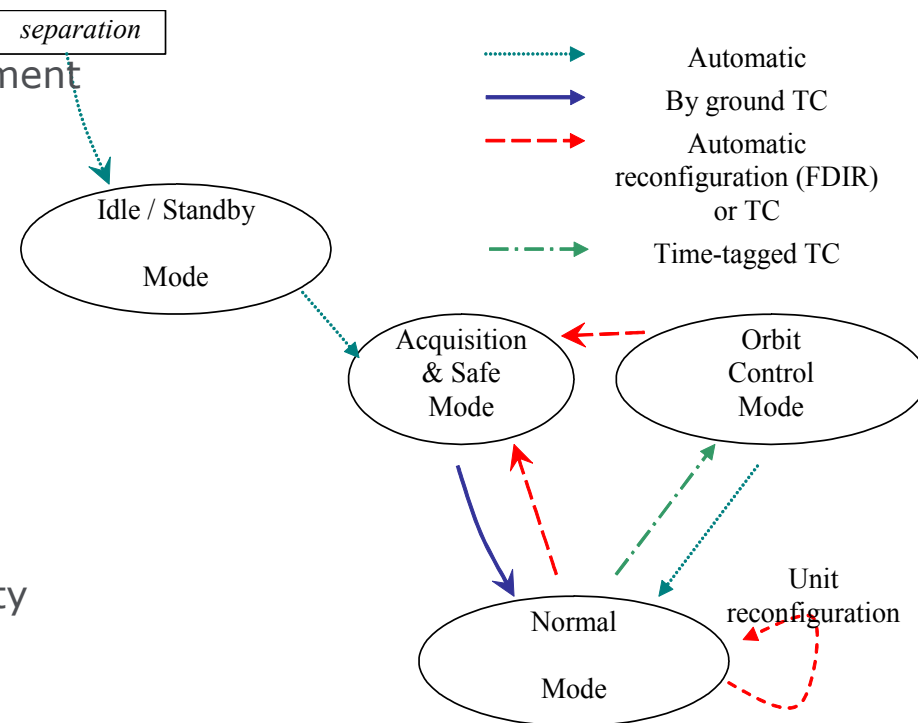 separation
ment
Automatic
By ground TC
Automatic
reconfiguration (FDIR)
or TC
Time-tagged TC
Idle / Standby
Mode
Acquisition
& Safe
Mode
Orbit
Control
Mode
ty
Unit
reconfiguration
Normal
Mode